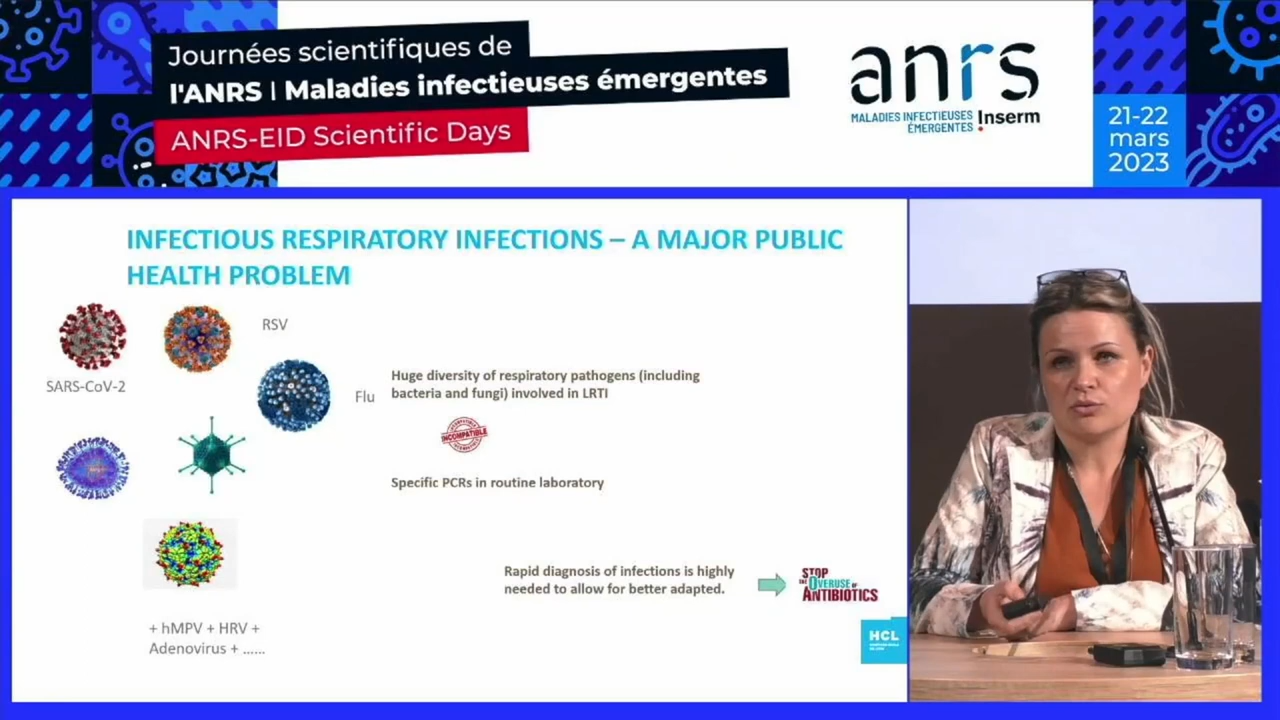 Journées scientifiques de
l'ANRS | Maladies infectieuses émergentes
ANRS-EID Scientific Days
anrs
MALADIES INFECTIEUSES
ÉMERGENTES
Inserm
21-22
mars
2023
INFECTIOUS RESPIRATORY INFECTIONS – A MAJOR PUBLIC
HEALTH PROBLEM
RSV
SARS-CoV-2
Flu
Huge diversity of respiratory pathogens (including
bacteria and fungi) involved in LRTI
INCOMPATIBLE
Specific PCRs in routine laboratory
Rapid diagnosis of infections is highly
needed to allow for better adapted.
STOP
THE OVERUSE OF
ANTIBIOTICS
+ hMPV + HRV +
Adenovirus + ......
HCL